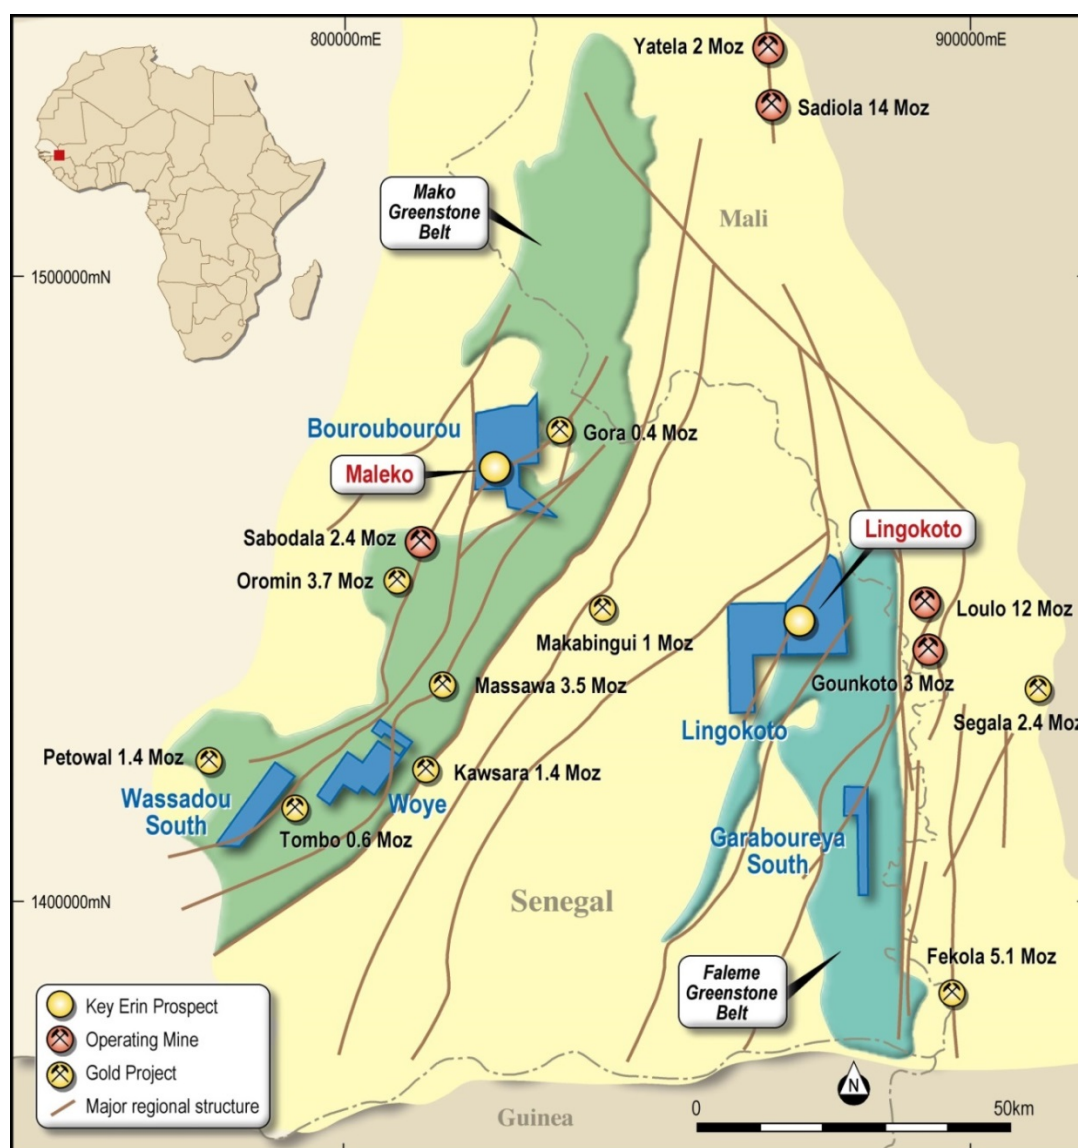 800000mE
900000mE
Yatela 2 Moz
Sadiola 14 Moz
Mako
Greenstone
Belt
Mali
1500000mN
Bouroubourou
Gora 0.4 Moz
Maleko
Sabodala 2.4 Moz
Lingokoto
Oromin 3.7 Moz
Loulo 12 Moz
Makabingui 1 Moz
Massawa 3.5 Moz
Gounkoto 3 Moz
Segala 2.4 Moz
Lingokoto
Petowal 1.4 Moz
Kawsara 1.4 Moz
Wassadou
South
Woye
Tombo 0.6 Moz
Garaboureya
South
1400000mN
Senegal
Fekola 5.1 Moz
Faleme
Greenstone
Belt
Key Erin Prospect
Operating Mine
Gold Project
Major regional structure
Guinea
N
0
50km